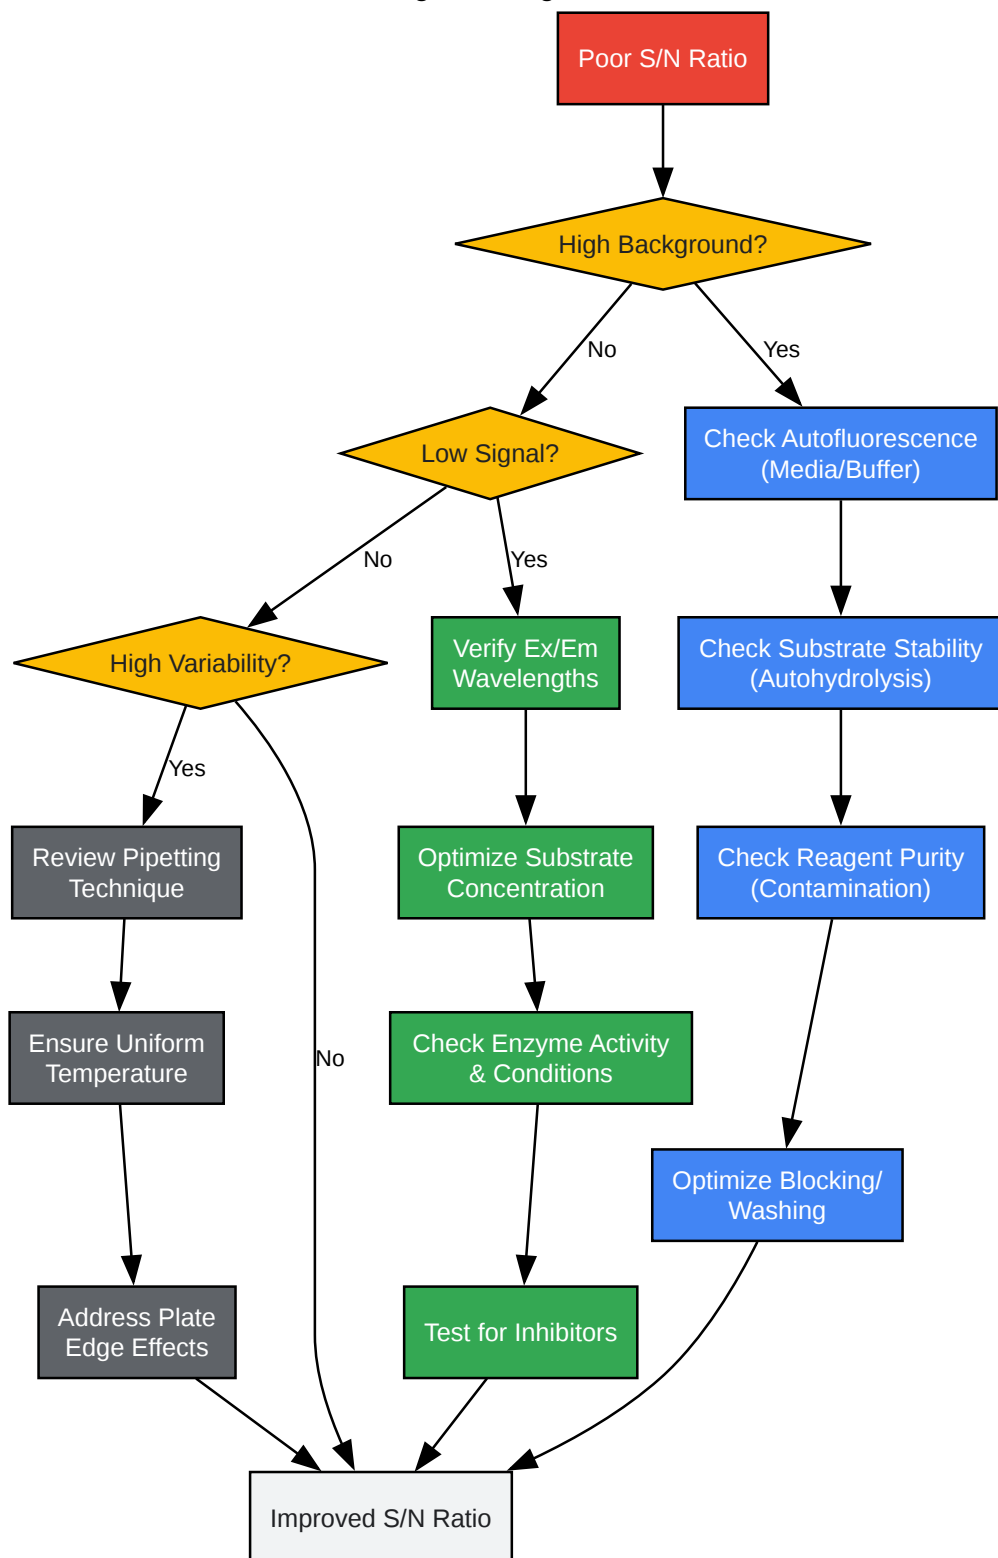 Poor S/N Ratio
High Background?
No
Yes
Low Signal?
Check Autofluorescence
(Media/Buffer)
No
Yes
High Variability?
Verify Ex/Em
Wavelengths
Check Substrate Stability
(Autohydrolysis)
Yes
Review Pipetting
Technique
Optimize Substrate
Concentration
Check Reagent Purity
(Contamination)
Ensure Uniform
Temperature
No
Check Enzyme Activity
& Conditions
Optimize Blocking/
Washing
Address Plate
Edge Effects
Test for Inhibitors
Improved S/N Ratio